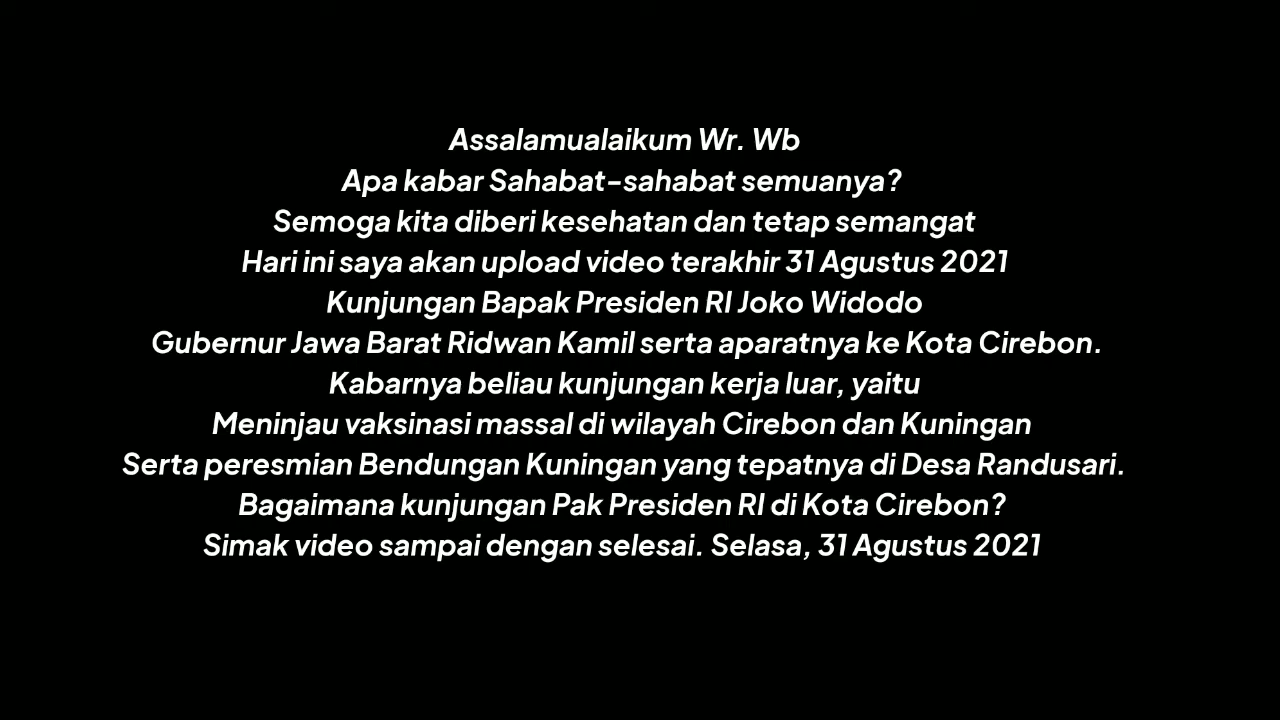 Assalamualaikum Wr. Wb
Apa kabar Sahabat-sahabat semuanya?
Semoga kita diberi kesehatan dan tetap semangat
Hari ini saya akan upload video terakhir 31 Agustus 2021
Kunjungan Bapak Presiden RI Joko Widodo
Gubernur Jawa Barat Ridwan Kamil serta aparatnya ke Kota Cirebon.
Kabarnya beliau kunjungan kerja luar, yaitu
Meninjau vaksinasi massal di wilayah Cirebon dan Kuningan
Serta peresmian Bendungan Kuningan yang tepatnya di Desa Randusari.
Bagaimana kunjungan Pak Presiden RI di Kota Cirebon?
Simak video sampai dengan selesai. Selasa, 31 Agustus 2021